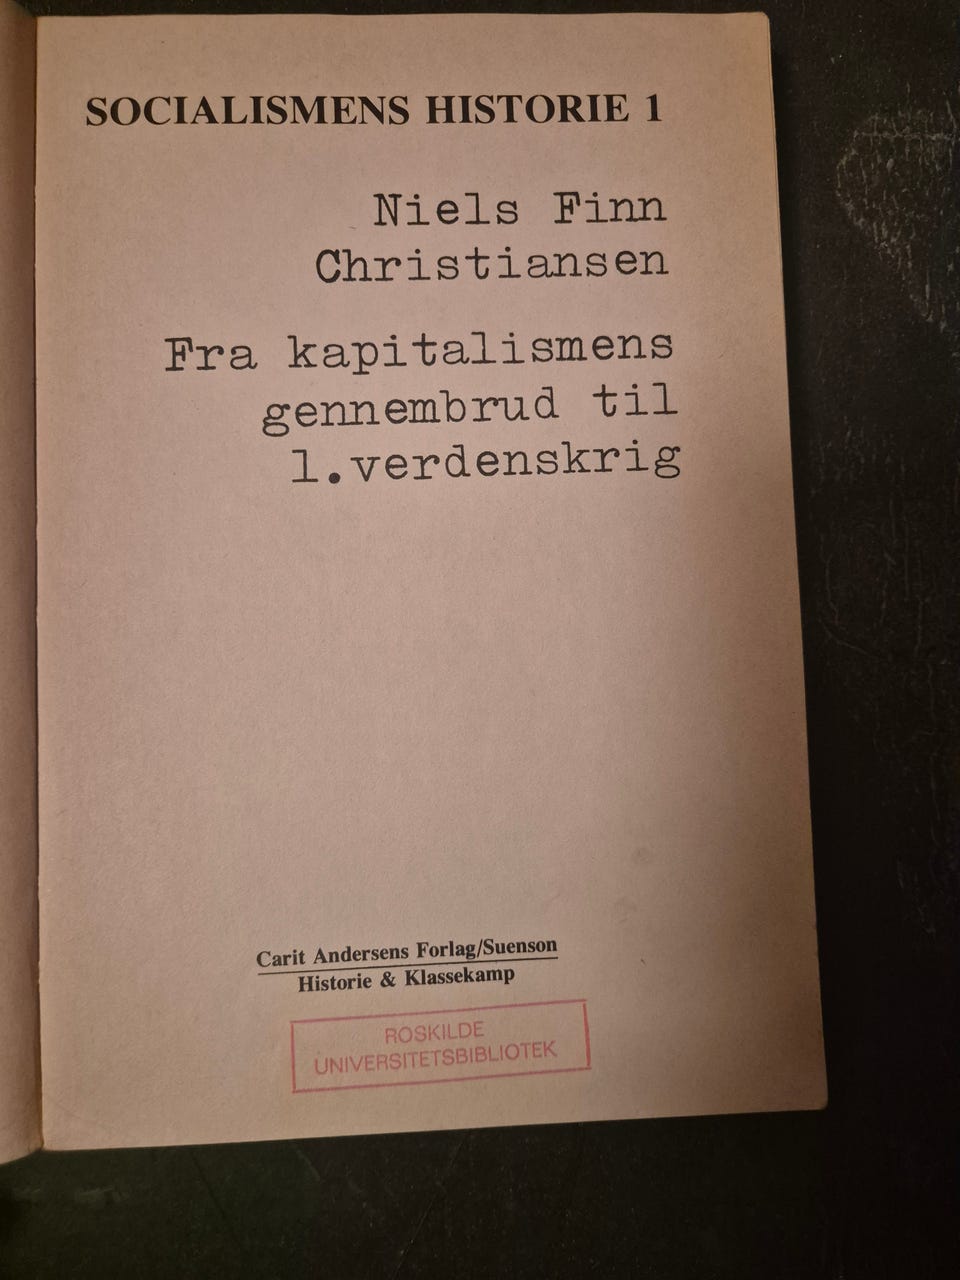 SOCIALISMENS HISTORIE 1
Niels Finn
Christiansen
Fra kapitalismens
gennembrud til
1.verdenskrig
Carit Andersens Forlag/Suenson
Historie & Klassekamp
ROSKILDE
UNIVERSITETSBIBLIOTEK